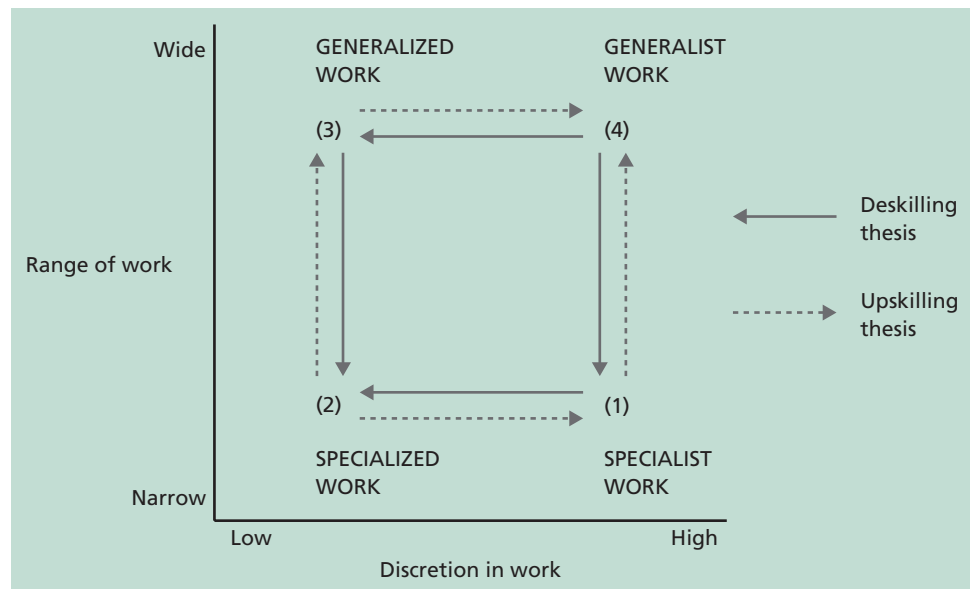 Wide
GENERALIZED
WORK
GENERALIST
WORK
(3)
(4)
Deskilling
thesis
Range of work
Upskilling
thesis
(2)
(1)
SPECIALIZED
WORK
SPECIALIST
WORK
Narrow
Low
High
Discretion in work